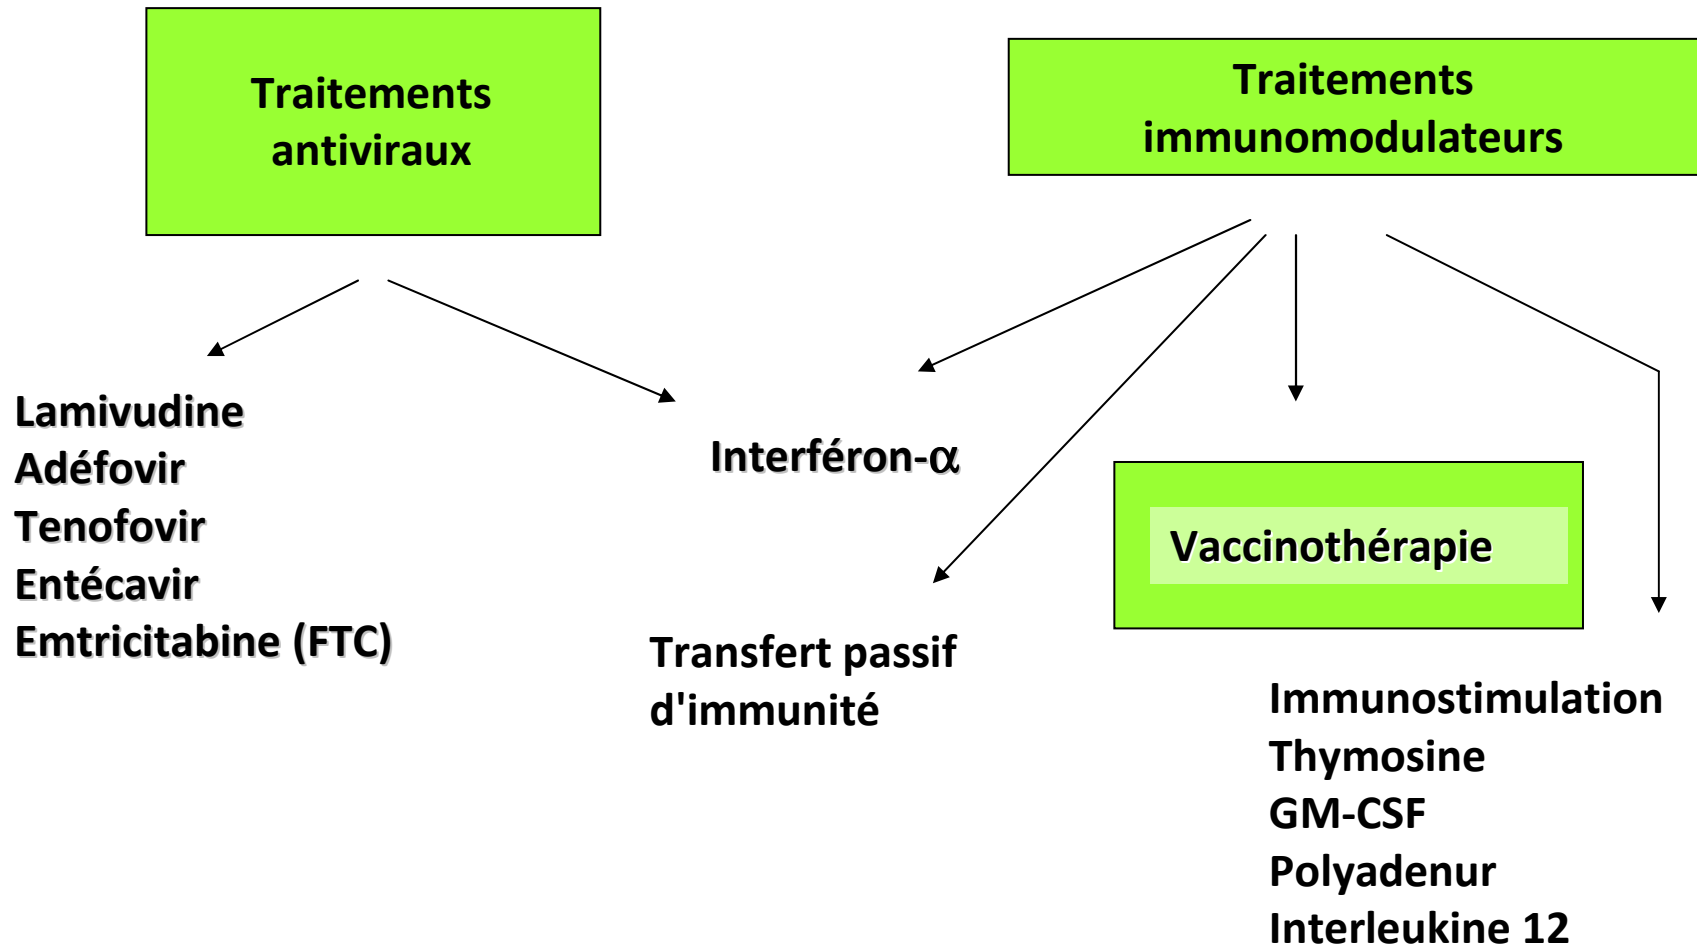 Traitements
antiviraux
Traitements
immunomodulateurs
Lamivudine
Adéfovir
Tenofovir
Entécavir
Emtricitabine (FTC)
Interféron-α
Transfert passif
d'immunité
Vaccinothérapie
Immunostimulation
Thymosine
GM-CSF
Polyadenur
Interleukine 12